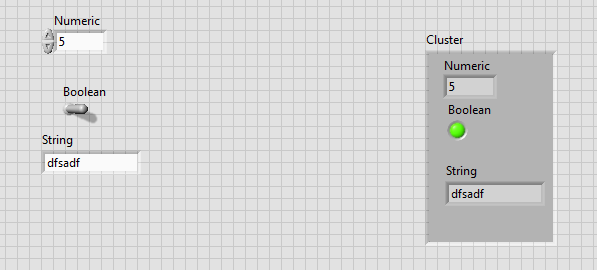 Numeric
5
Boolean
String
dfsadf
Cluster
Numeric
5
Boolean
String
dfsadf